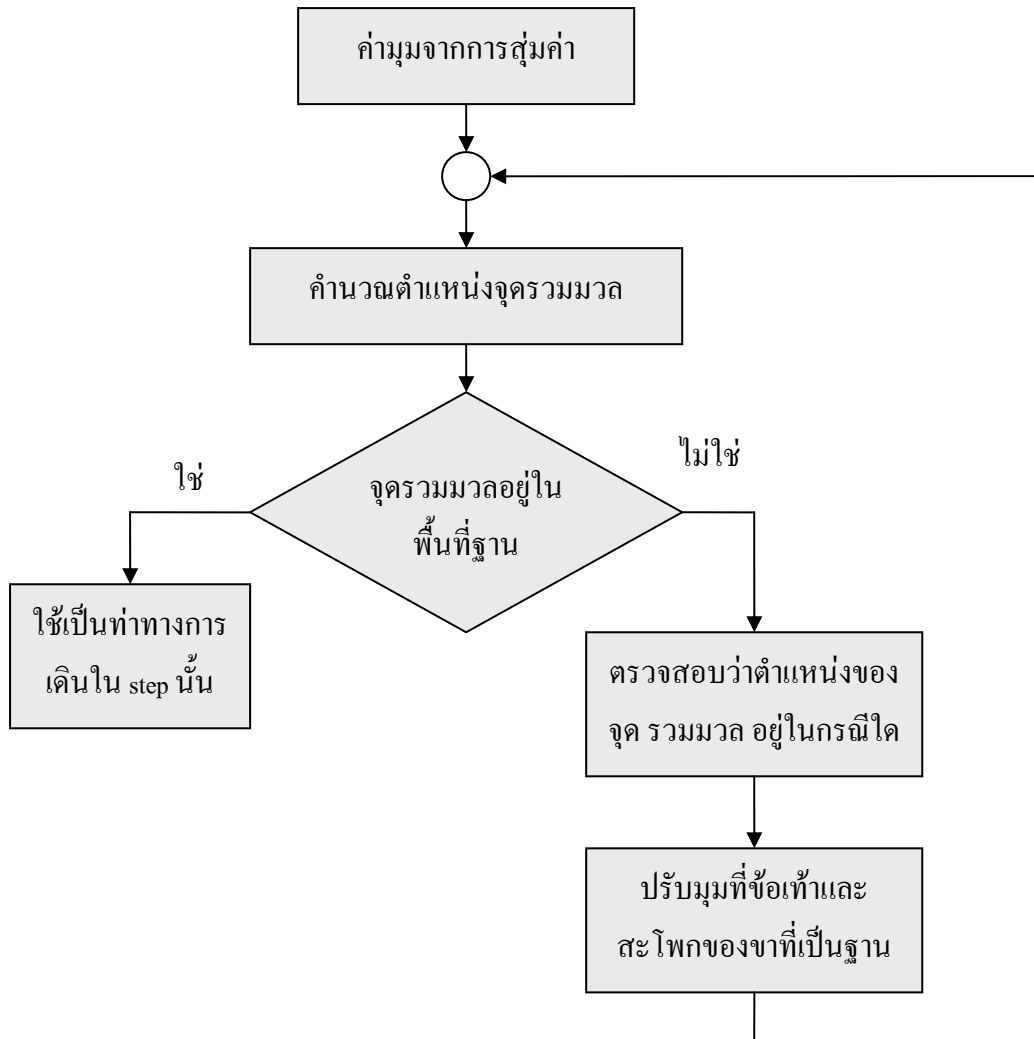 ค่ามุมจากการสุ่มค่า
คำนวณตำแหน่งจุดรวมมวล
ใช่
ไม่ใช่
จุดรวมมวลอยู่ใน
พื้นที่ฐาน
ใช้เป็นท่าทางการ
เดินใน step นั้น
ตรวจสอบว่าตำแหน่งของ
จุด รวมมวล อยู่ในกรณีใด
ปรับมุมที่ข้อเท้าและ
สะโพกของขาที่เป็นฐาน